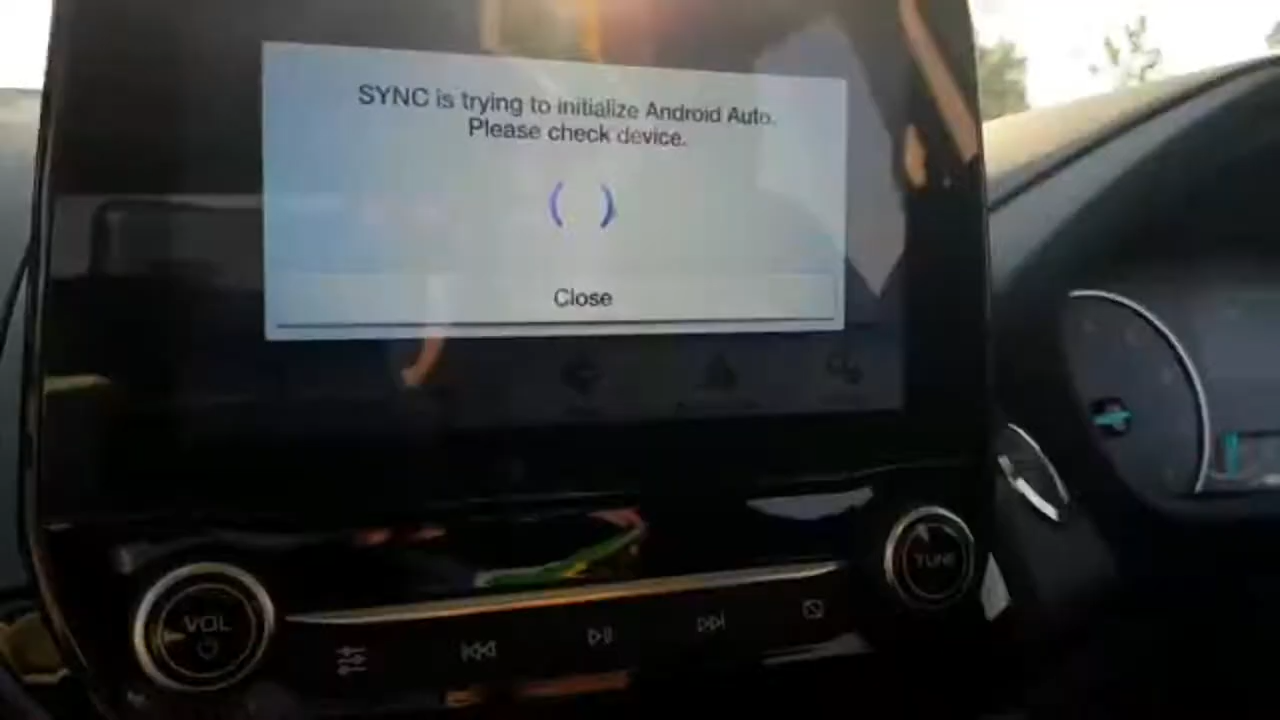 SYNC is trying to initialize Android Auto.
Please check device.
Close
VOL
TUNE